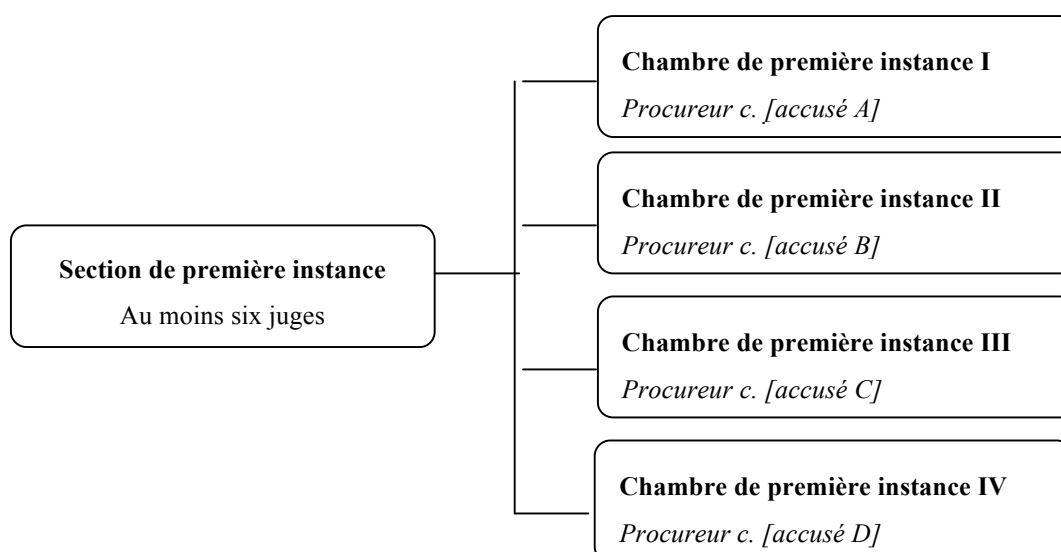 Chambre de première instance I
Procureur c. [accusé A]
Chambre de première instance II
Procureur c. [accusé B]
Section de première instance
Au moins six juges
Chambre de première instance III
Procureur c. [accusé C]
Chambre de première instance IV
Procureur c. [accusé D]